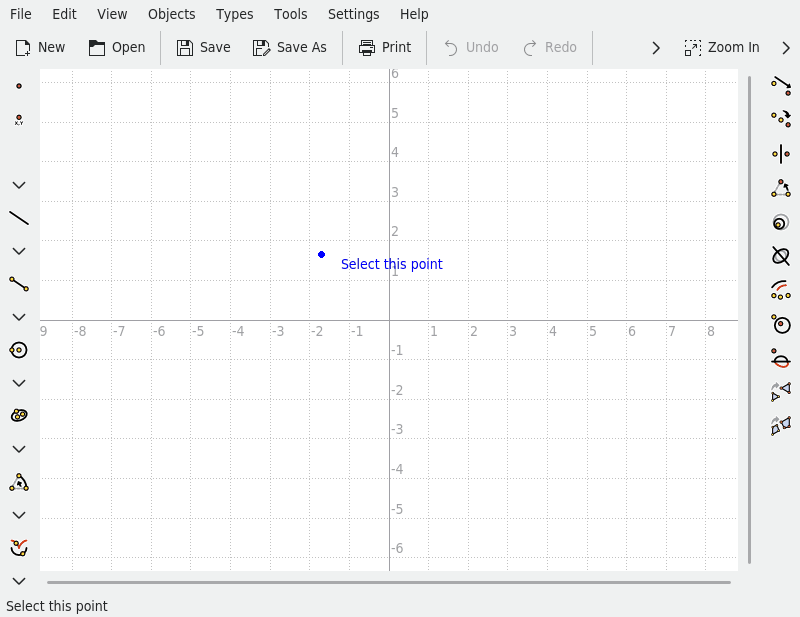 File Edit View Objects Types Tools Settings Help
New Open Save Save As Print Undo Redo Zoom In
X,Y
6
5
4
3
2
Select this point
1
9 -8 -7 -6 -5 -4 -3 -2 -1 1 2 3 4 5 6 7 8
-1
-2
-3
-4
-5
-6
Select this point